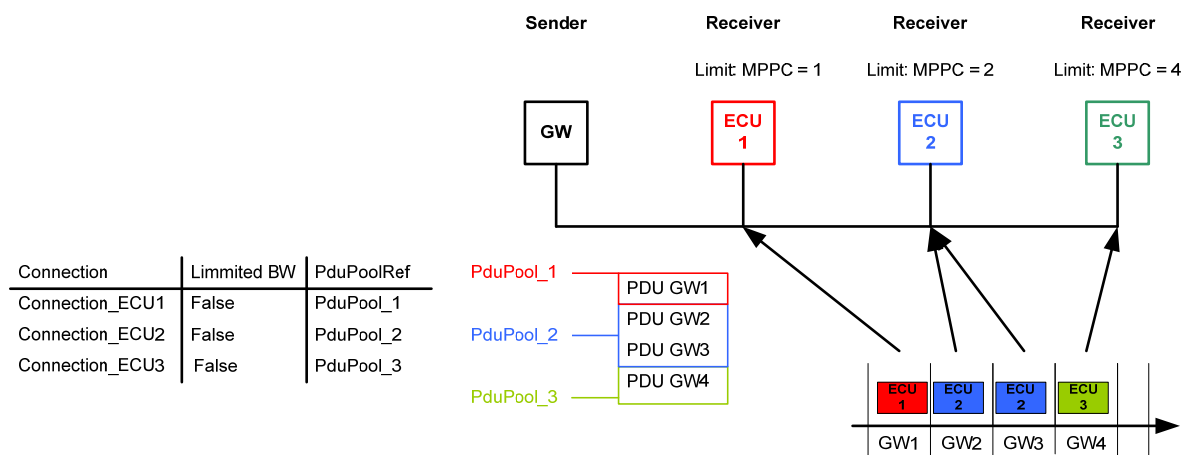 Sender Receiver Receiver Receiver
Limit: MPPC = 1 Limit: MPPC = 2 Limit: MPPC = 4
GW
ECU
1
ECU
2
ECU
3
Connection Limmited BW PduPoolRef
Connection_ECU1 False PduPool_1
Connection_ECU2 False PduPool_2
Connection_ECU3 False PduPool_3
PduPool_1
PduPool_2
PduPool_3
PDU GW1
PDU GW2
PDU GW3
PDU GW4
ECU
1
ECU
2
ECU
2
ECU
3
GW1 GW2 GW3 GW4